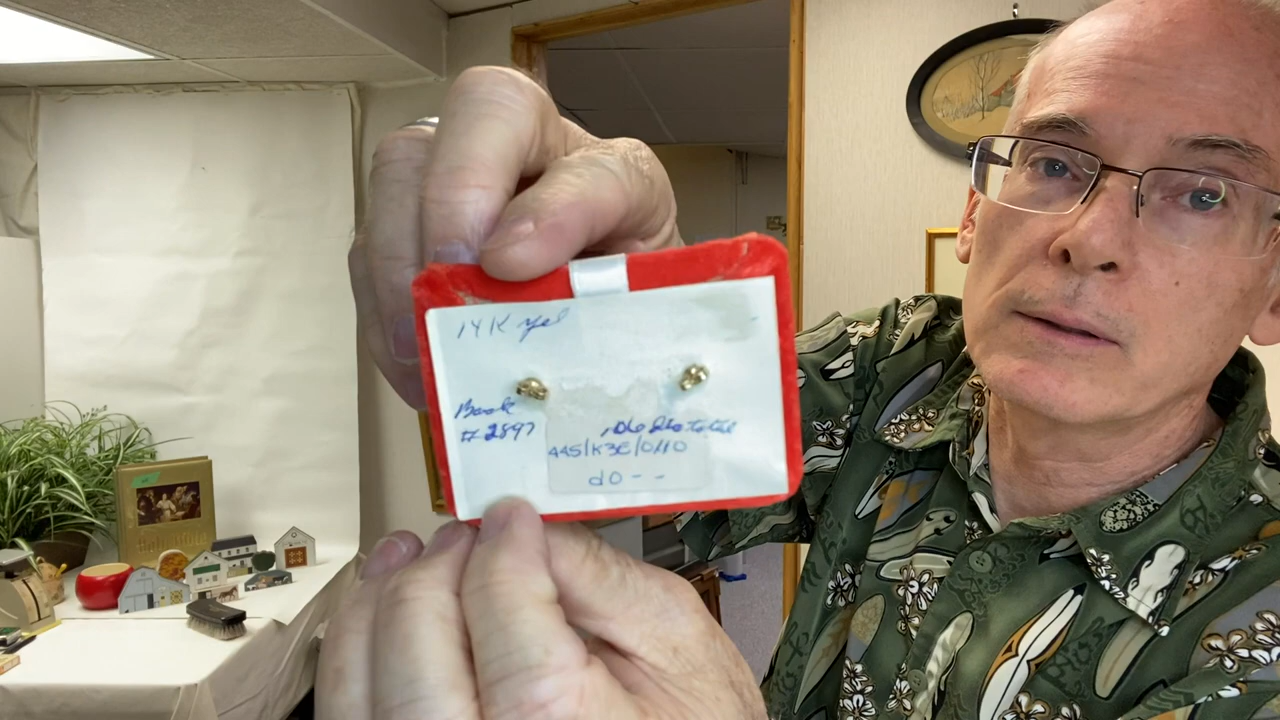 14K yel
Book
#2897
.06 dia total
445/K3E/0110
d0--